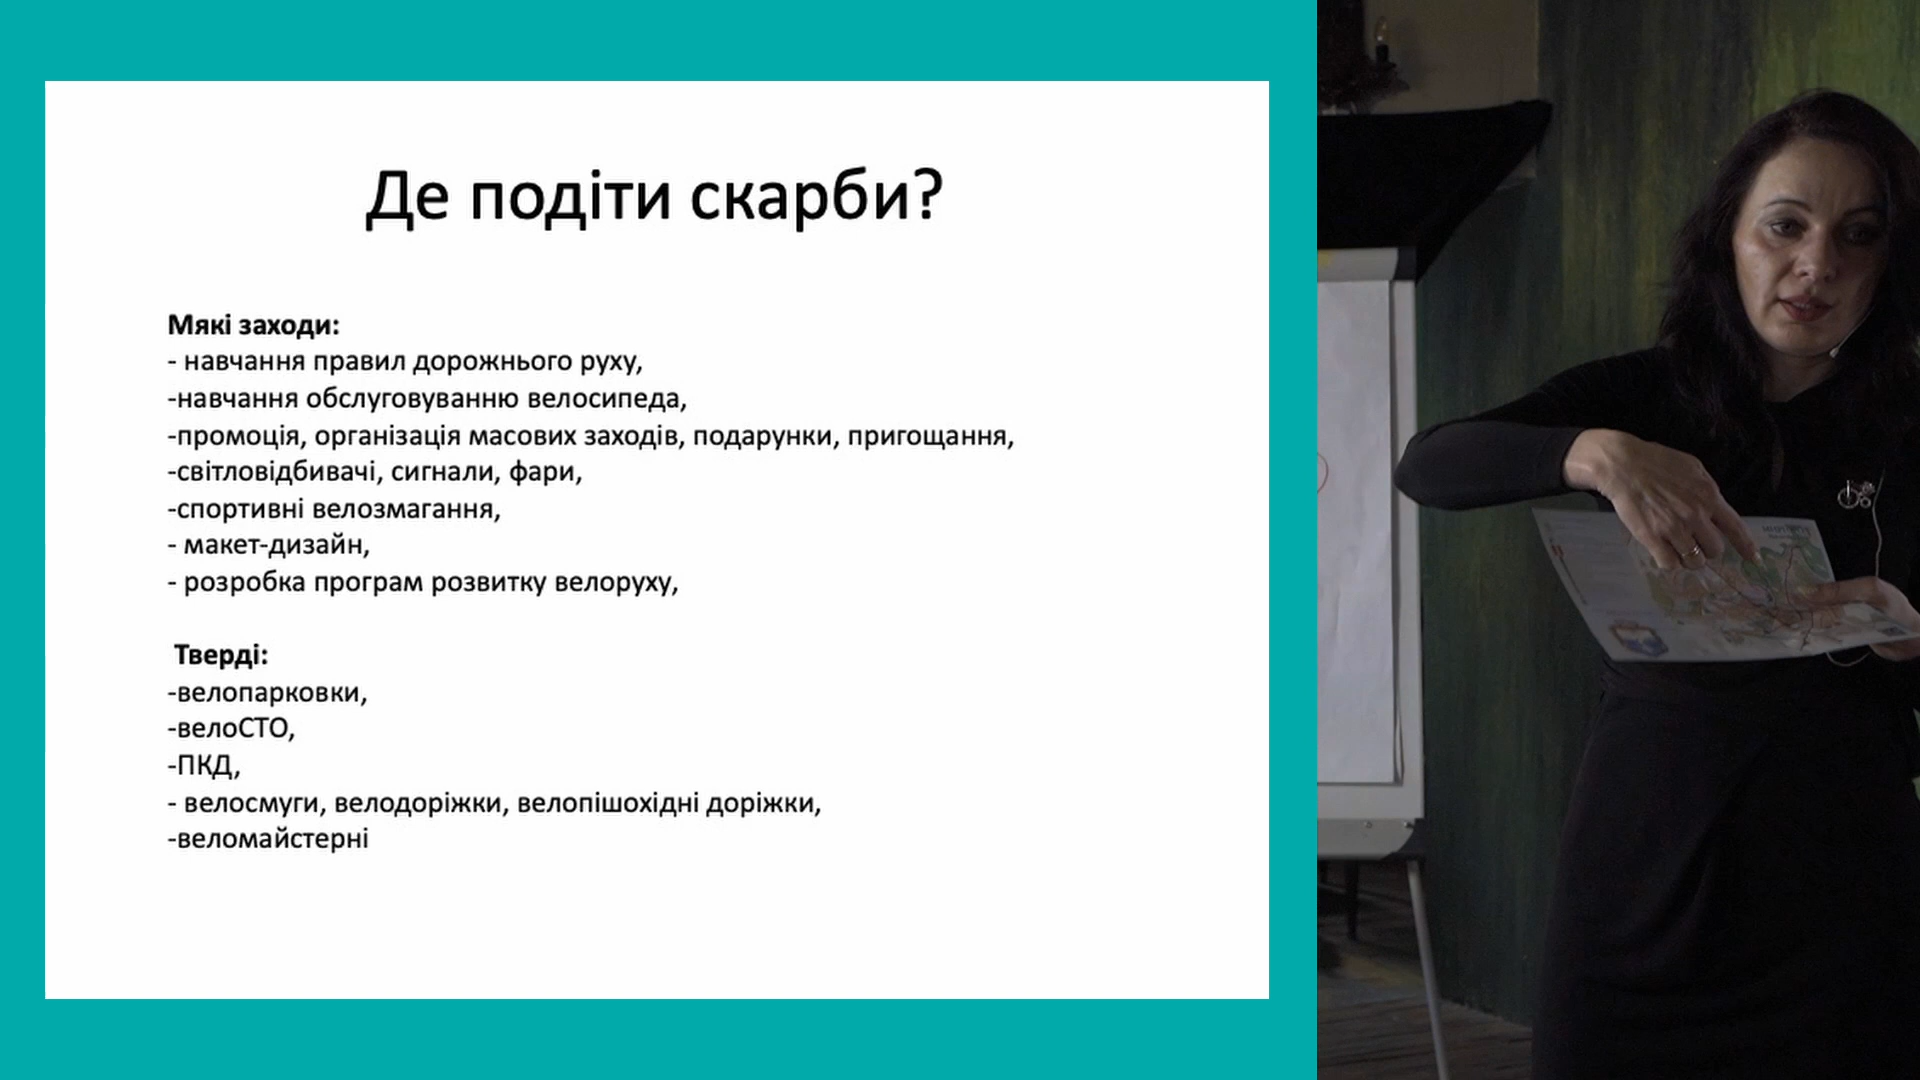 Де подіти скарби?
Мякі заходи:
- навчання правил дорожнього руху,
-навчання обслуговуванню велосипеда,
-промоція, організація масових заходів, подарунки, пригощання,
-світловідбивачі, сигнали, фари,
-спортивні велозмагання,
- макет-дизайн,
- розробка програм розвитку велоруху,
Тверді:
-велопарковки,
-велоСТО,
-ПКД,
- велосмуги, велодоріжки, велопішохідні доріжки,
-веломайстерні